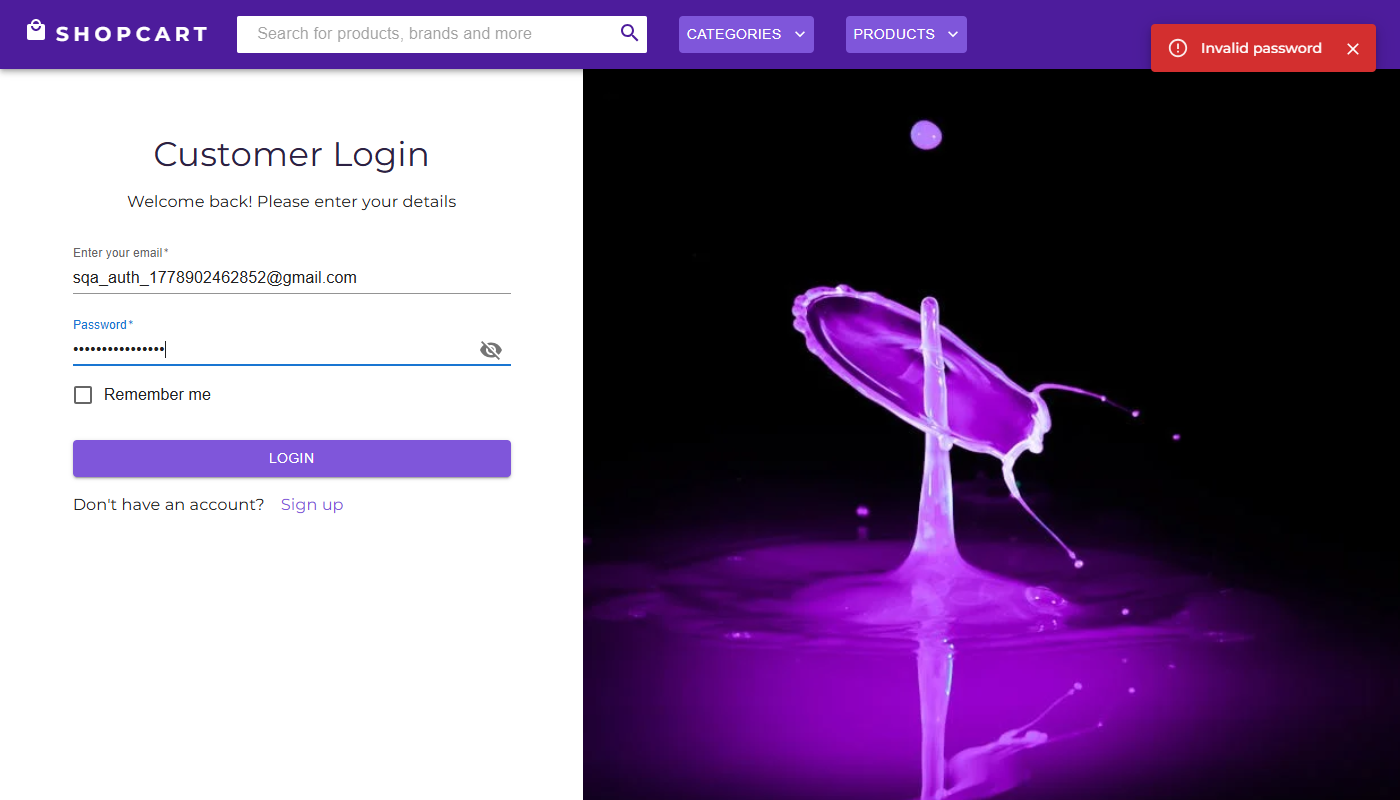 SHOPCART
Search for products, brands and more
CATEGORIES
PRODUCTS
Invalid password
Customer Login
Welcome back! Please enter your details
Enter your email*
sqa_auth_1778902462852@gmail.com
Password*
••••••••••••••••
Remember me
LOGIN
Don't have an account? Sign up